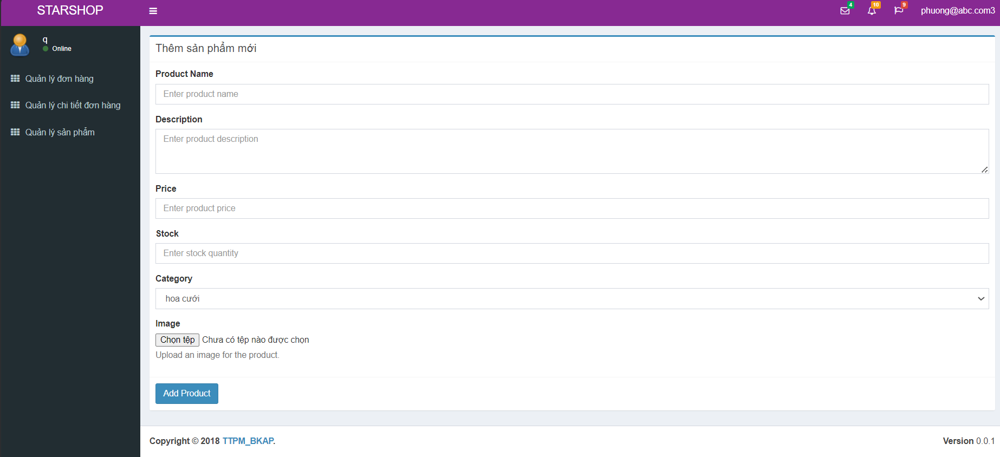 STARSHOP
4
10
9
phuong@abc.com3
q
Online
Quản lý đơn hàng
Quản lý chi tiết đơn hàng
Quản lý sản phẩm
Thêm sản phẩm mới
Product Name
Enter product name
Description
Enter product description
Price
Enter product price
Stock
Enter stock quantity
Category
hoa cưới
Image
Chọn tệp Chưa có tệp nào được chọn
Upload an image for the product.
Add Product
Copyright © 2018 TTPM_BKAP.
Version 0.0.1